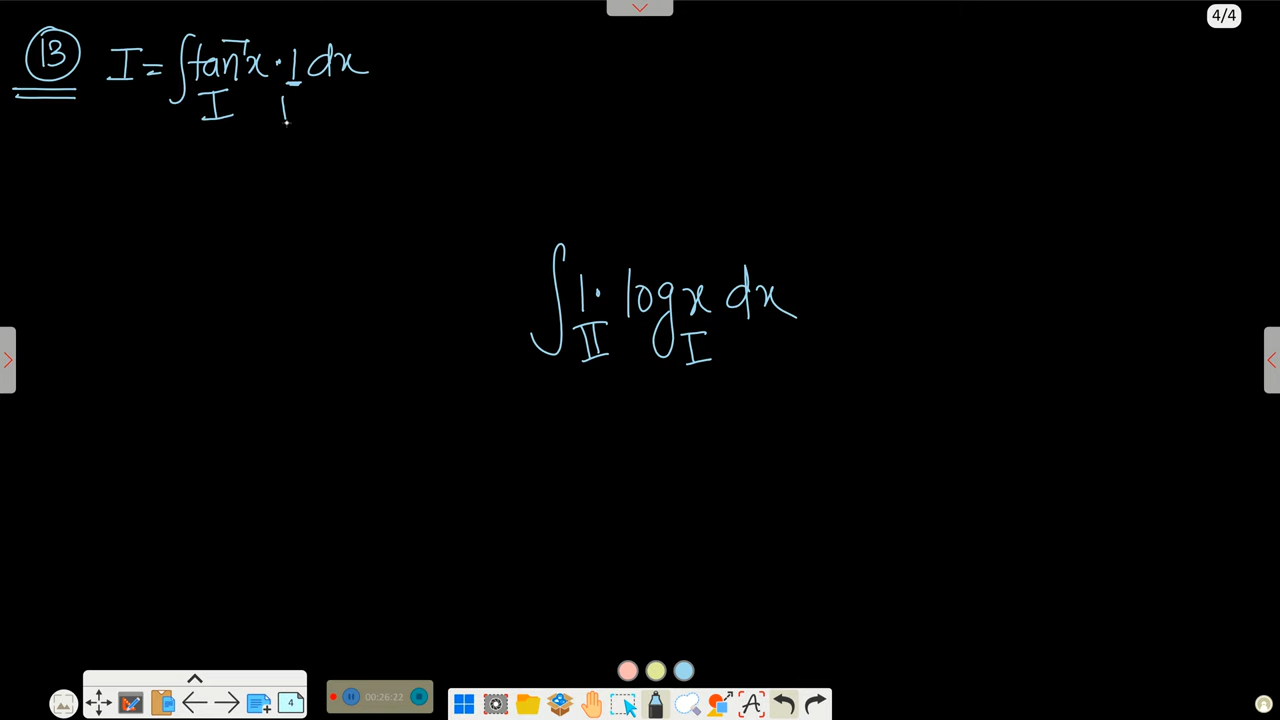 4/4
13 I = ∫tan⁻¹x · 1 dx
I I
∫1 · log x dx
II I
00:26:22
4